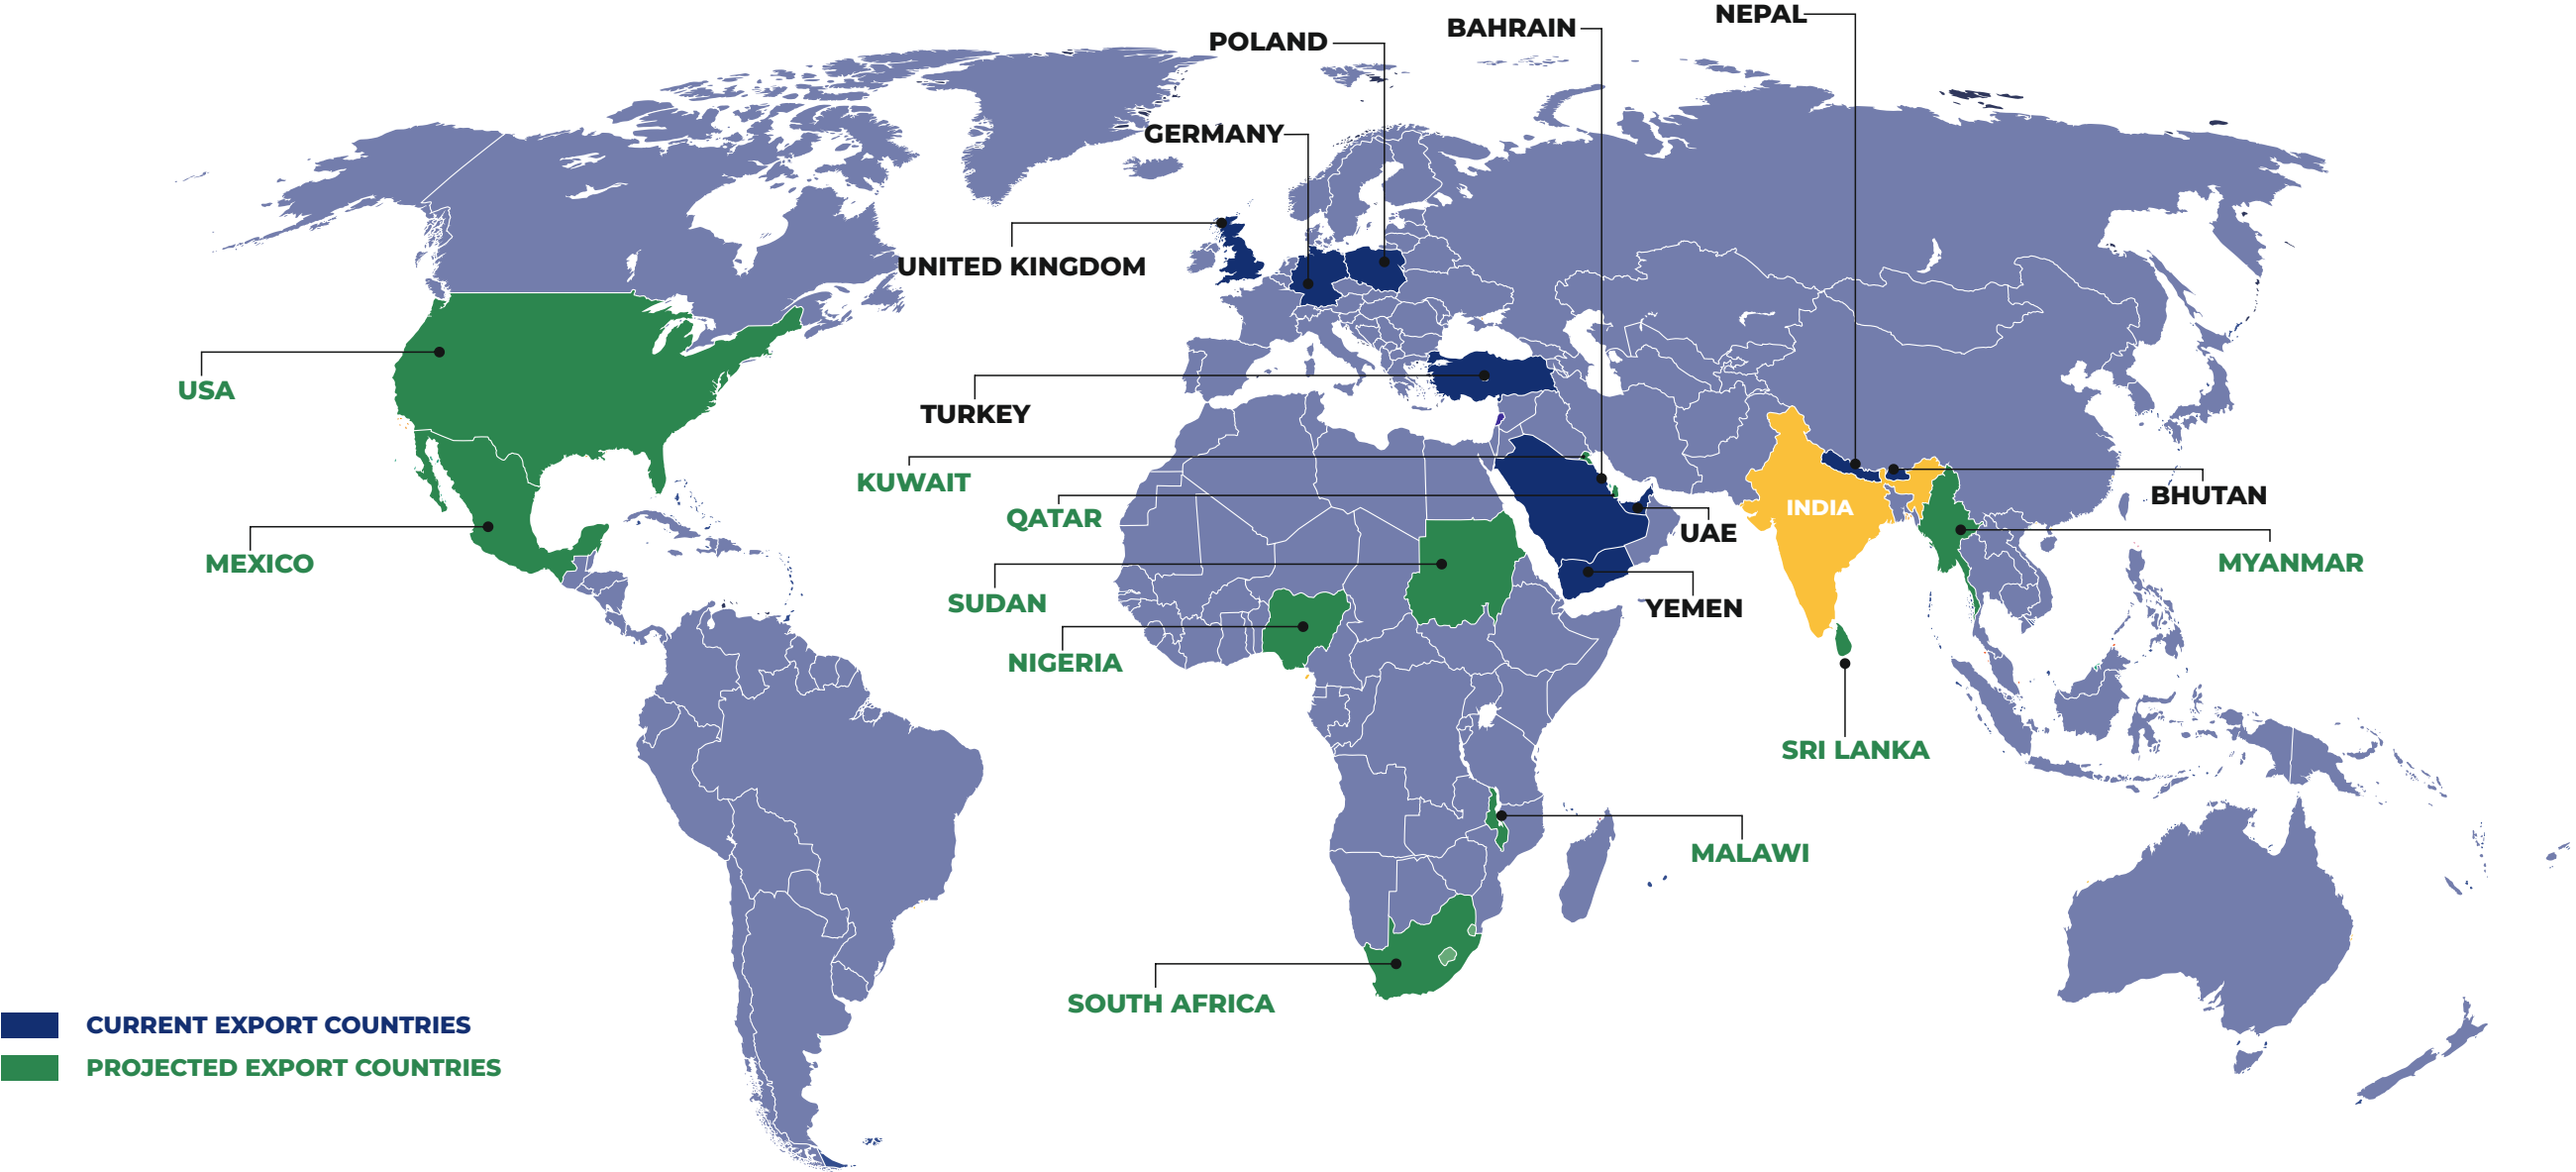 NEPAL
BAHRAIN
POLAND
GERMANY
UNITED KINGDOM
USA
TURKEY
KUWAIT
BHUTAN
INDIA
QATAR
UAE
MEXICO
MYANMAR
SUDAN
YEMEN
NIGERIA
SRI LANKA
MALAWI
SOUTH AFRICA
CURRENT EXPORT COUNTRIES
PROJECTED EXPORT COUNTRIES